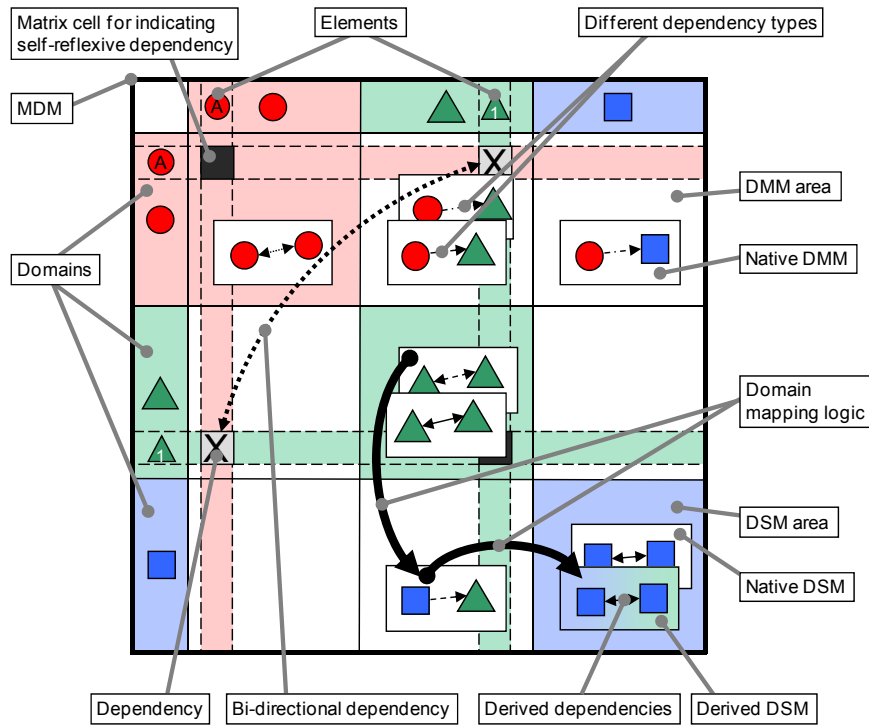 Matrix cell for indicating
self-reflexive dependency
Elements
Different dependency types
MDM
A
1
A
X
DMM area
Native DMM
Domains
Domain
mapping logic
1
X
DSM area
Native DSM
Dependency
Bi-directional dependency
Derived dependencies
Derived DSM